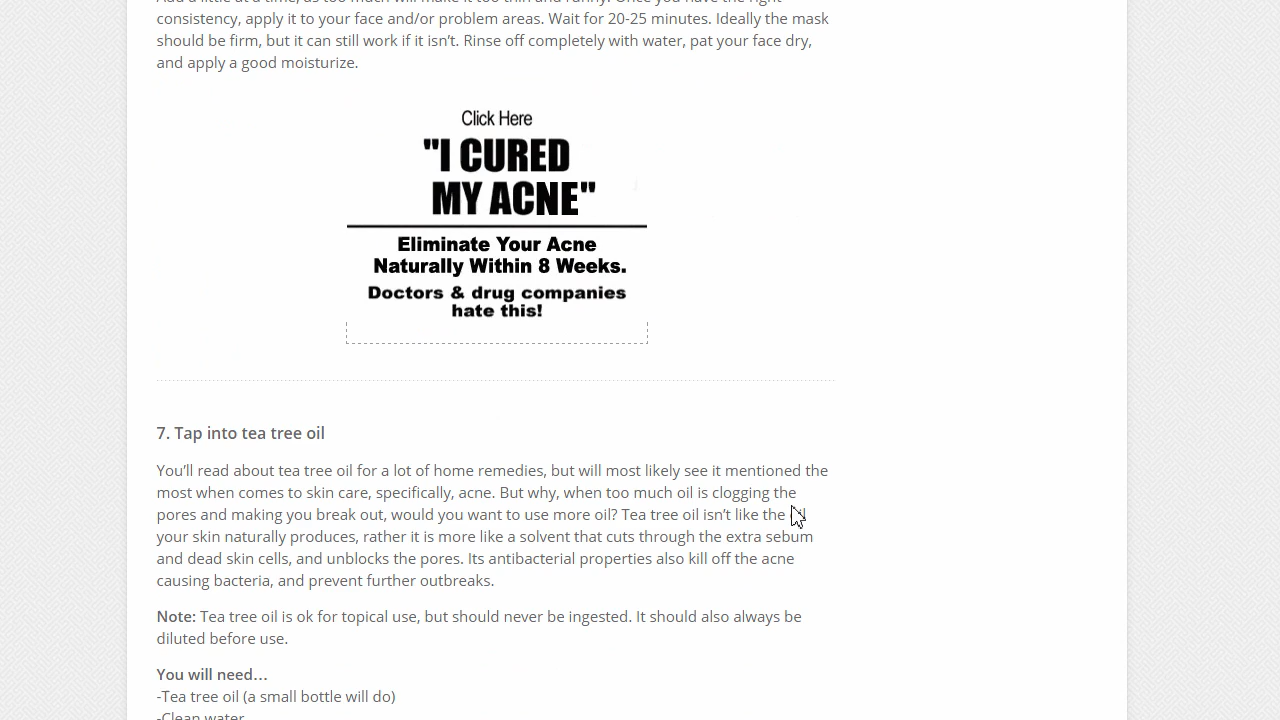 consistency, apply it to your face and/or problem areas. Wait for 20-25 minutes. Ideally the mask
should be firm, but it can still work if it isn’t. Rinse off completely with water, pat your face dry,
and apply a good moisturize.
Click Here
"I CURED
MY ACNE"
Eliminate Your Acne
Naturally Within 8 Weeks.
Doctors & drug companies
hate this!
7. Tap into tea tree oil
You’ll read about tea tree oil for a lot of home remedies, but will most likely see it mentioned the
most when comes to skin care, specifically, acne. But why, when too much oil is clogging the
pores and making you break out, would you want to use more oil? Tea tree oil isn’t like the oil
your skin naturally produces, rather it is more like a solvent that cuts through the extra sebum
and dead skin cells, and unblocks the pores. Its antibacterial properties also kill off the acne
causing bacteria, and prevent further outbreaks.
Note: Tea tree oil is ok for topical use, but should never be ingested. It should also always be
diluted before use.
You will need…
-Tea tree oil (a small bottle will do)
-Clean water